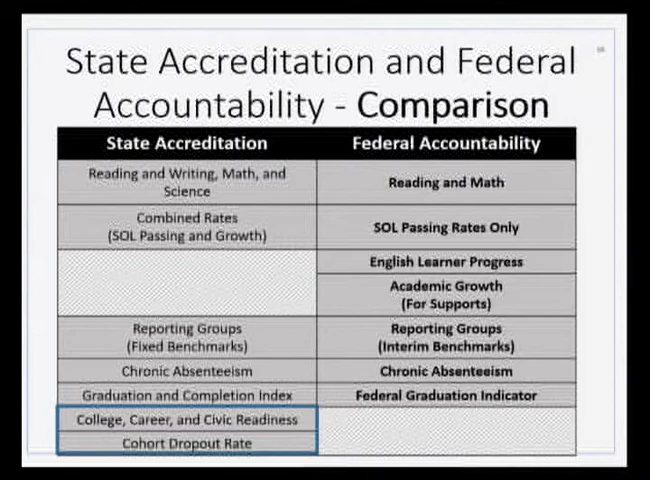 State Accreditation and Federal
Accountability - Comparison
State Accreditation
Federal Accountability
Reading and Writing, Math, and
Science
Reading and Math
Combined Rates
(SOL Passing and Growth)
SOL Passing Rates Only
English Learner Progress
Academic Growth
(For Supports)
Reporting Groups
(Fixed Benchmarks)
Reporting Groups
(Interim Benchmarks)
Chronic Absenteeism
Chronic Absenteeism
Graduation and Completion Index
Federal Graduation Indicator
College, Career, and Civic Readiness
Cohort Dropout Rate